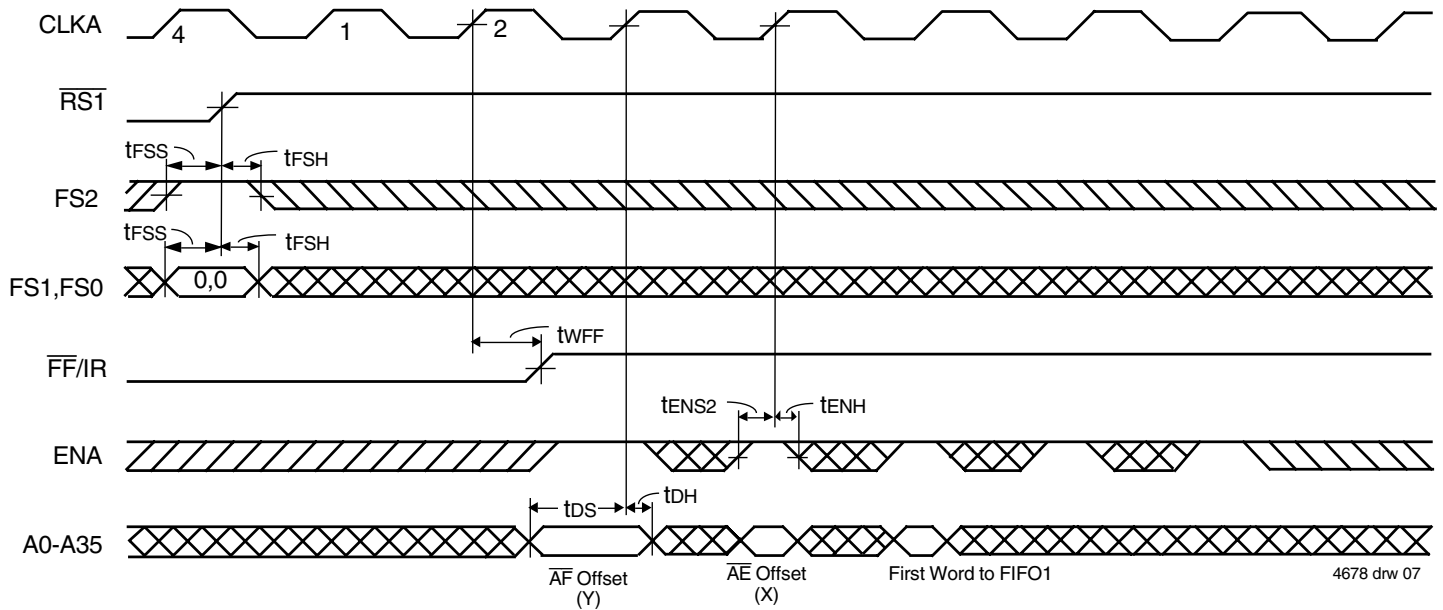 CLKA
4
1
2
RS1
tFSS
tFSH
FS2
tFSS
tFSH
FS1,FS0
0,0
tWFF
FF/IR
tENS2
tENH
ENA
tDS
tDH
A0-A35
AF Offset
(Y)
AE Offset
(X)
First Word to FIFO1
4678 drw 07